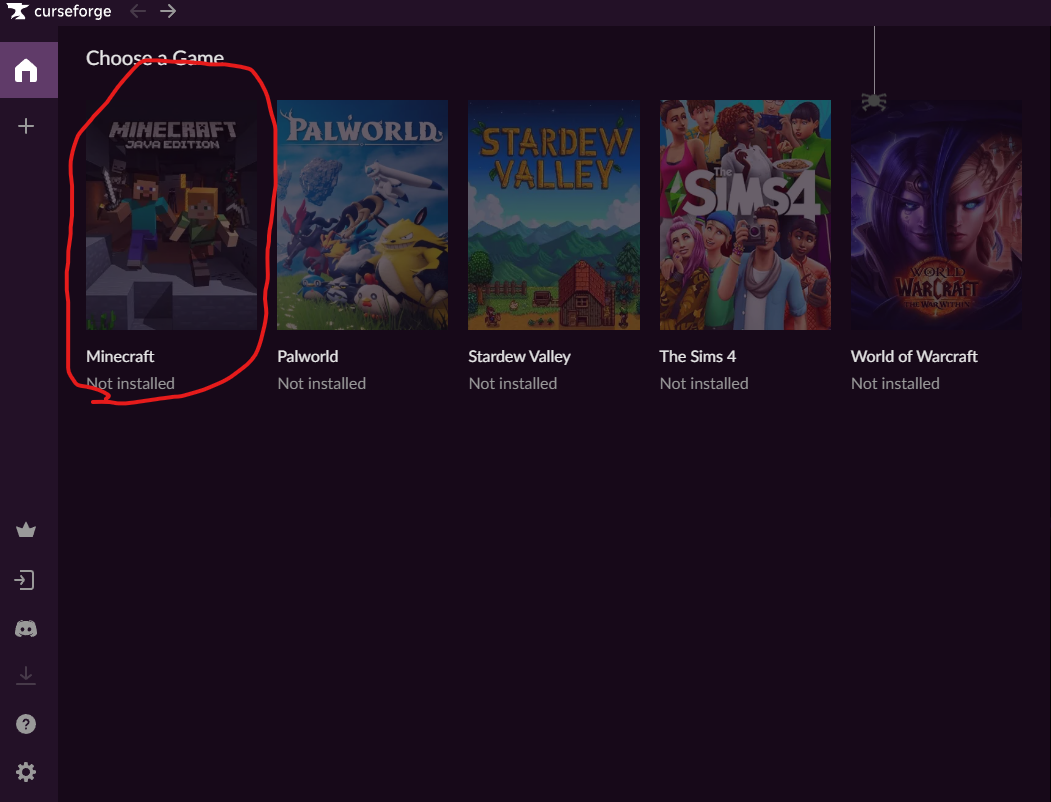 curseforge
Choose a Game
MINECRAFT
JAVA EDITION
PALWORLD
STARDEW
VALLEY
The
SIMS4
WORLD
OF
WARCRAFT
THE WAR WITHIN
Minecraft
Palworld
Stardew Valley
The Sims 4
World of Warcraft
Not installed
Not installed
Not installed
Not installed
Not installed